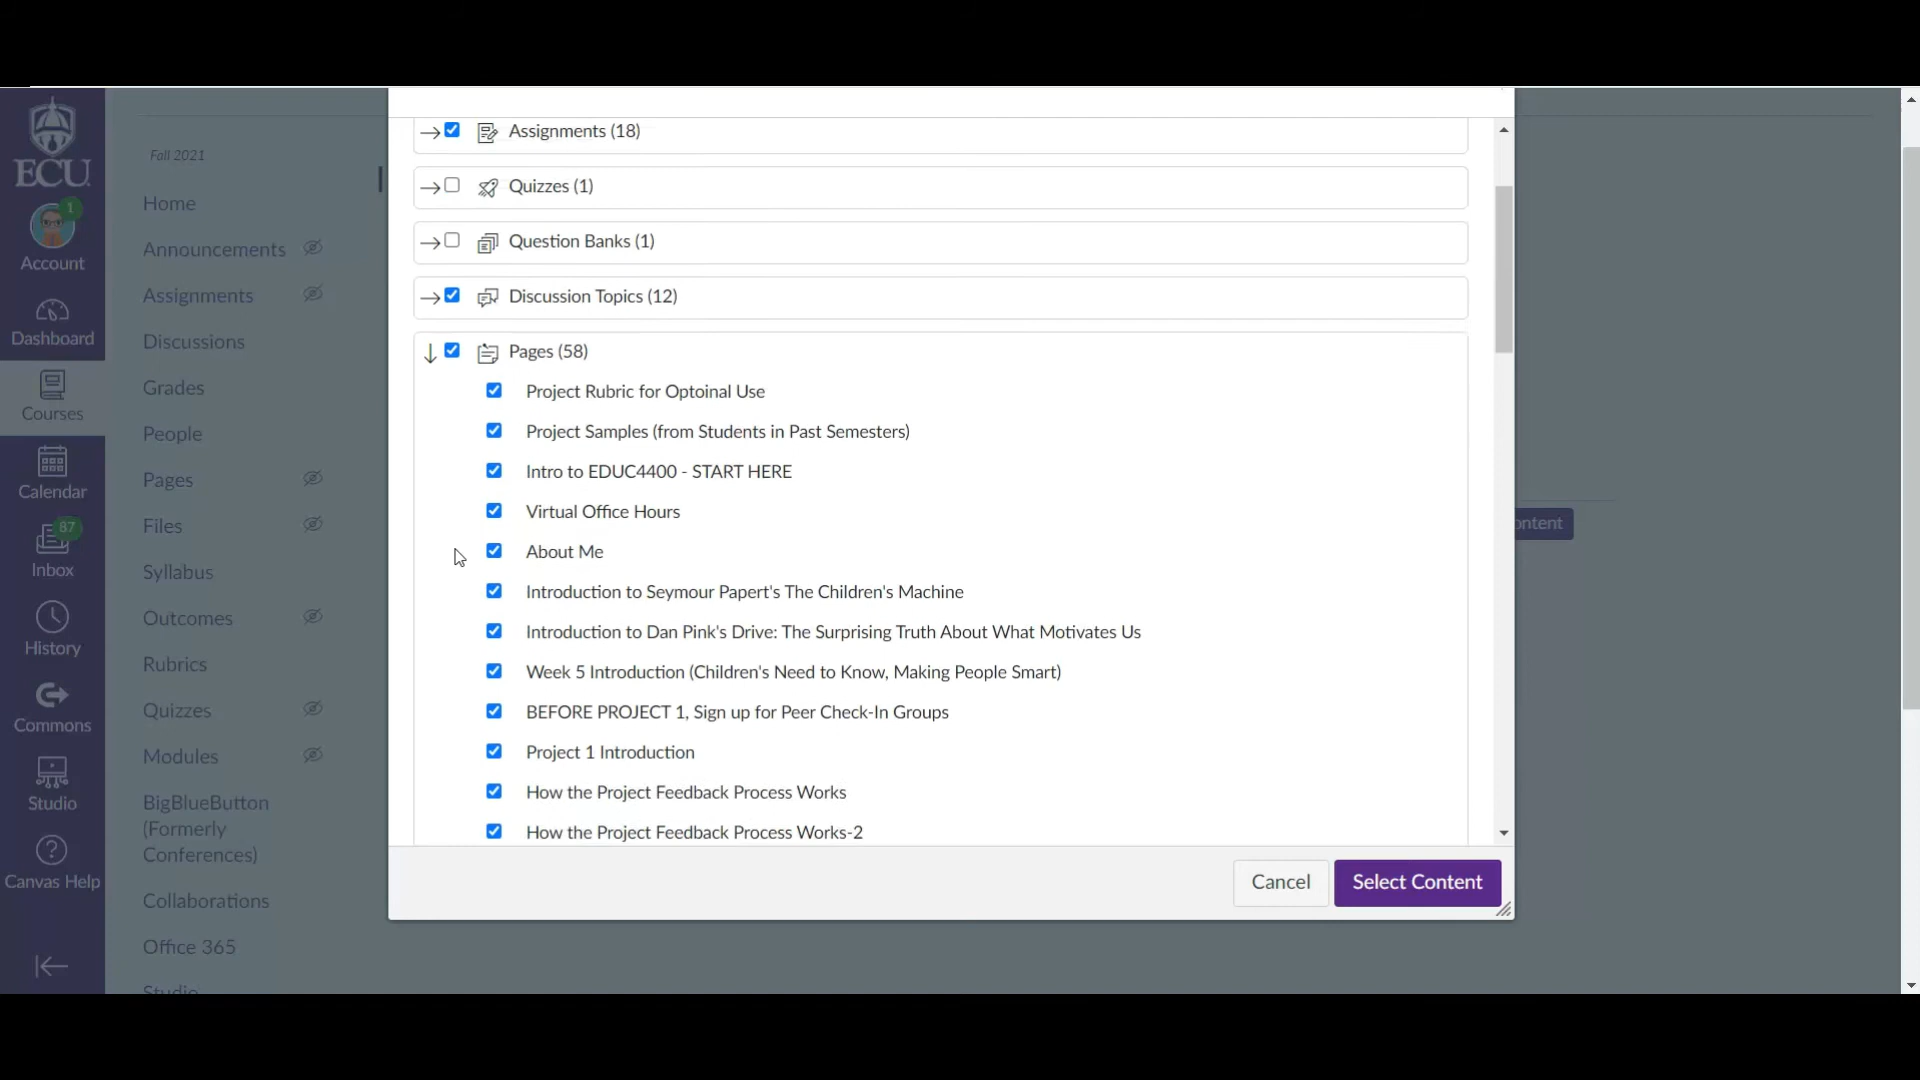 ECU
1
Account
Dashboard
Courses
Calendar
87
Inbox
History
Commons
Studio
Canvas Help
Fall 2021
Home
Announcements
Assignments
Discussions
Grades
People
Pages
Files
Syllabus
Outcomes
Rubrics
Quizzes
Modules
BigBlueButton
(Formerly
Conferences)
Collaborations
Office 365
Studio
Assignments (18)
Quizzes (1)
Question Banks (1)
Discussion Topics (12)
Pages (58)
Project Rubric for Optoinal Use
Project Samples (from Students in Past Semesters)
Intro to EDUC4400 - START HERE
Virtual Office Hours
About Me
Introduction to Seymour Papert's The Children's Machine
Introduction to Dan Pink's Drive: The Surprising Truth About What Motivates Us
Week 5 Introduction (Children's Need to Know, Making People Smart)
BEFORE PROJECT 1, Sign up for Peer Check-In Groups
Project 1 Introduction
How the Project Feedback Process Works
How the Project Feedback Process Works-2
Cancel
Select Content
ontent